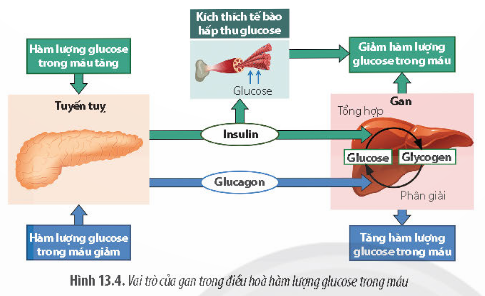 Hàm lượng glucose
trong máu tăng
Kích thích tế bào
hấp thu glucose
Glucose
Giảm hàm lượng
glucose trong máu
Tuyến tuỵ
Gan
Tổng hợp
Insulin
Glucose
Glycogen
Glucagon
Phân giải
Hàm lượng glucose
trong máu giảm
Tăng hàm lượng
glucose trong máu
Hình 13.4. Vai trò của gan trong điều hoà hàm lượng glucose trong máu